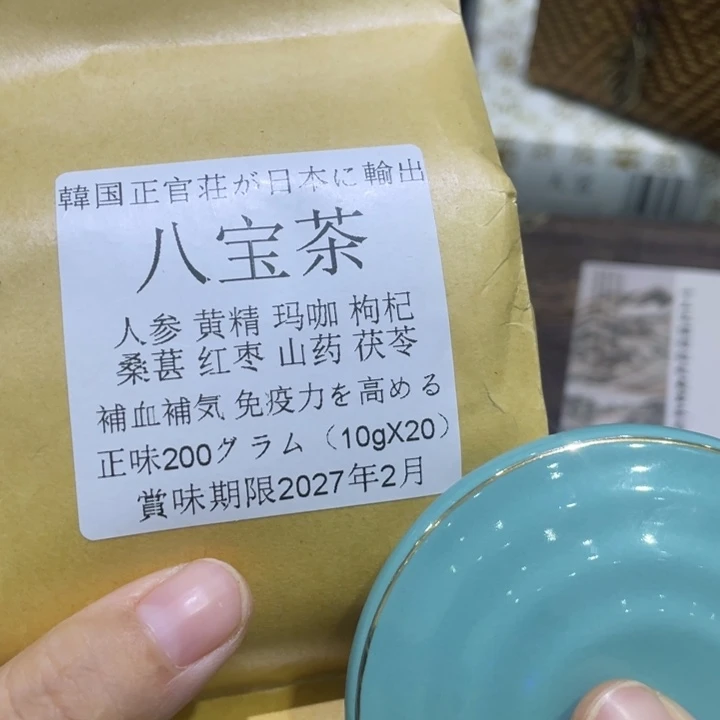 韓国正官荘が日本に輸出
八宝茶
人参 黄精 玛咖 枸杞
桑葚 红枣 山药 茯苓
補血補気 免疫力を高める
正味200グラム（10gX20）
賞味期限2027年2月